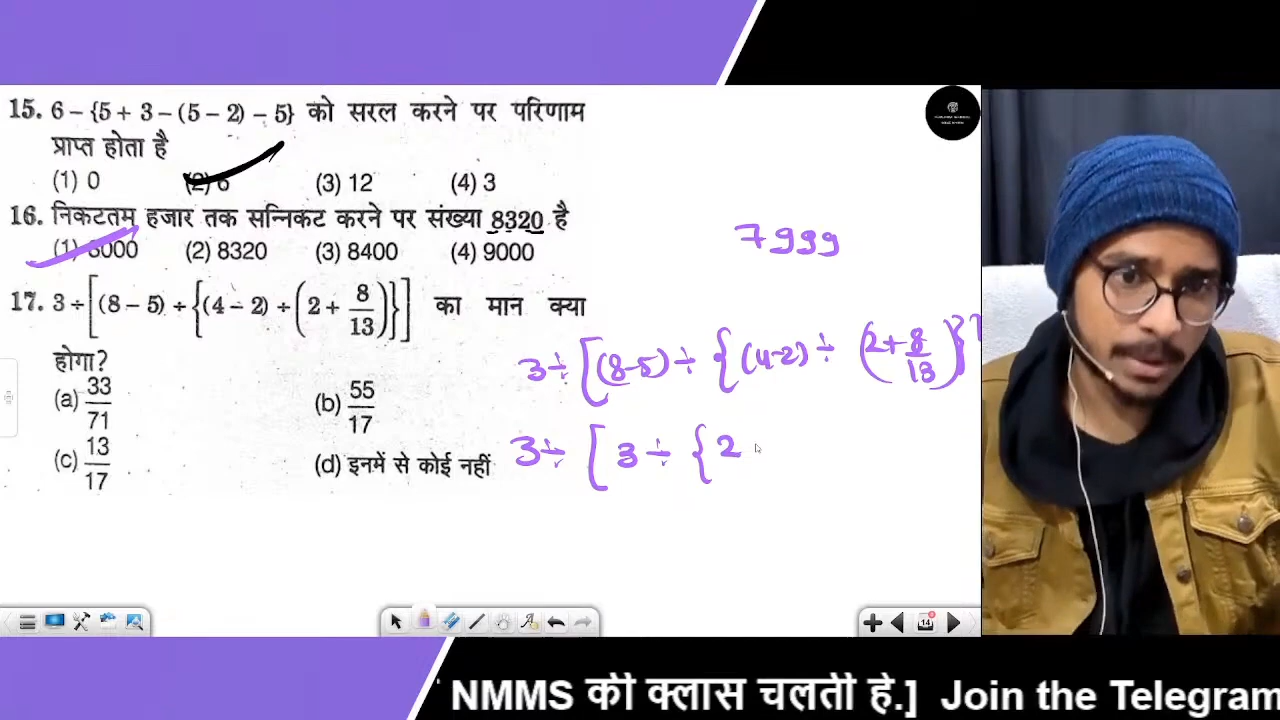 15. 6 – {5 + 3 – (5 – 2) – 5} को सरल करने पर परिणाम
प्राप्त होता है
(1) 0 (2) 6 (3) 12 (4) 3
16. निकटतम हजार तक सन्निकट करने पर संख्या 8320 है
(1) 8000 (2) 8320 (3) 8400 (4) 9000
7999
17. 3 ÷ [(8 – 5) ÷ {(4 – 2) ÷ (2 + 8/13)}] का मान क्या
होगा?
(a) 33/71 (b) 55/17
(c) 13/17 (d) इनमें से कोई नहीं
3 ÷ [(8-5) ÷ {(4-2) ÷ (2+8/13)}]
3 ÷ [3 ÷ {2
14
NMMS की क्लास चलती हे.] Join the Telegram